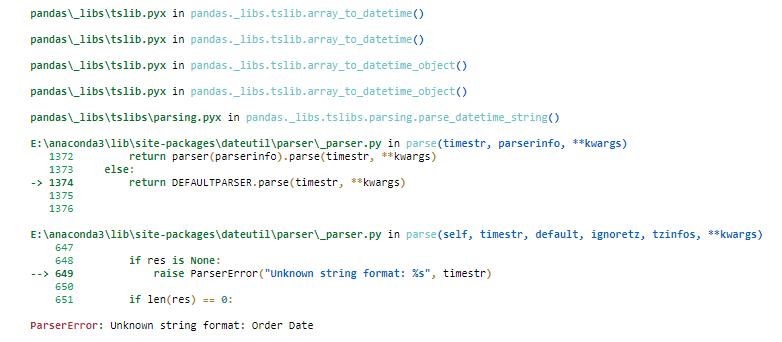 pandas\_libs\tslib.pyx in pandas._libs.tslib.array_to_datetime()
pandas\_libs\tslib.pyx in pandas._libs.tslib.array_to_datetime()
pandas\_libs\tslib.pyx in pandas._libs.tslib.array_to_datetime_object()
pandas\_libs\tslib.pyx in pandas._libs.tslib.array_to_datetime_object()
pandas\_libs\tslibs\parsing.pyx in pandas._libs.tslibs.parsing.parse_datetime_string()
E:\anaconda3\lib\site-packages\dateutil\parser\_parser.py in parse(timestr, parserinfo, **kwargs)
   1372         return parser(parserinfo).parse(timestr, **kwargs)
   1373     else:
-> 1374         return DEFAULTPARSER.parse(timestr, **kwargs)
   1375
   1376
E:\anaconda3\lib\site-packages\dateutil\parser\_parser.py in parse(self, timestr, default, ignoretz, tzinfos, **kwargs)
    647
    648         if res is None:
--> 649             raise ParserError("Unknown string format: %s", timestr)
    650
    651         if len(res) == 0:
ParserError: Unknown string format: Order Date